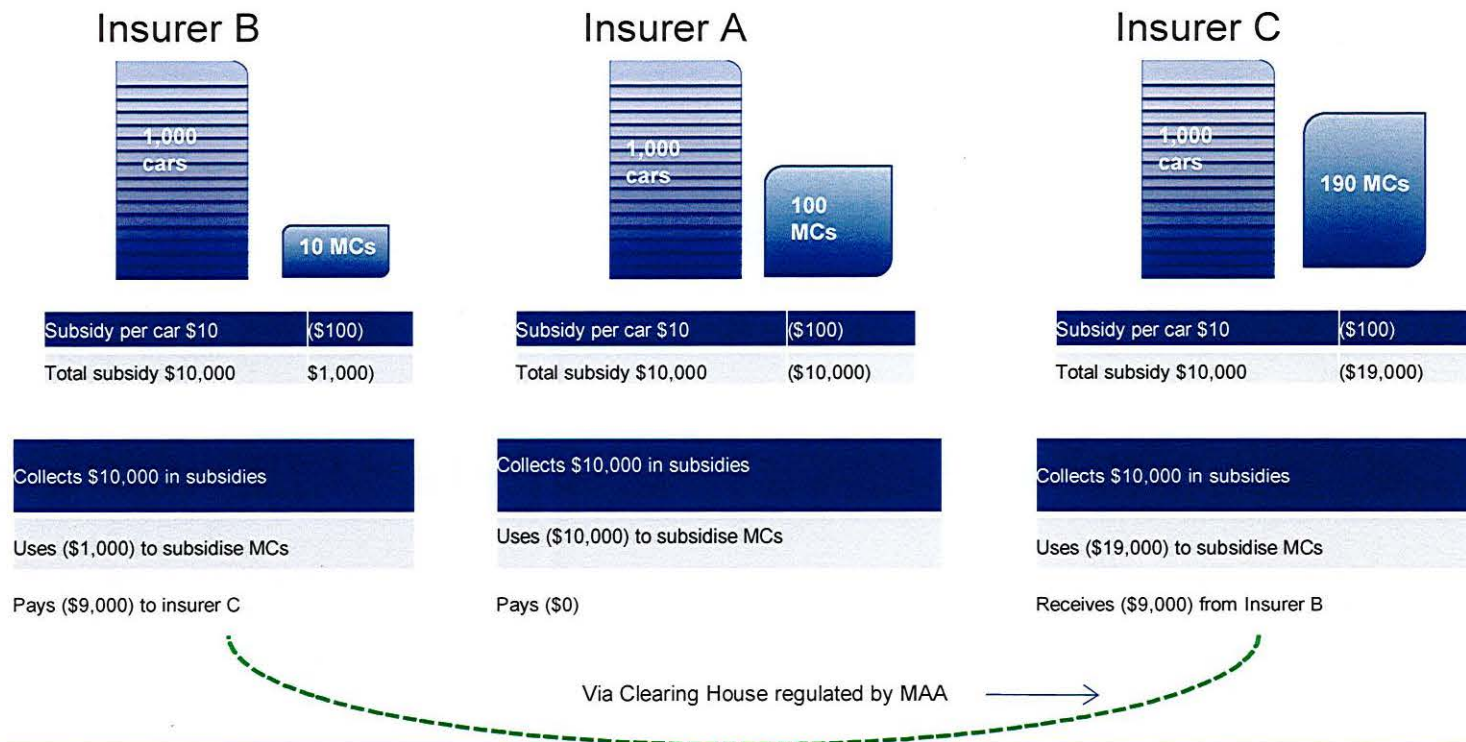 Insurer B
1,000
cars
10 MCs
Subsidy per car $10 ($100)
Total subsidy $10,000 $1,000)
Collects $10,000 in subsidies
Uses ($1,000) to subsidise MCs
Pays ($9,000) to insurer C
Insurer A
1,000
cars
100
MCs
Subsidy per car $10 ($100)
Total subsidy $10,000 ($10,000)
Collects $10,000 in subsidies
Uses ($10,000) to subsidise MCs
Pays ($0)
Insurer C
1,000
cars
190 MCs
Subsidy per car $10 ($100)
Total subsidy $10,000 ($19,000)
Collects $10,000 in subsidies
Uses ($19,000) to subsidise MCs
Receives ($9,000) from Insurer B
Via Clearing House regulated by MAA